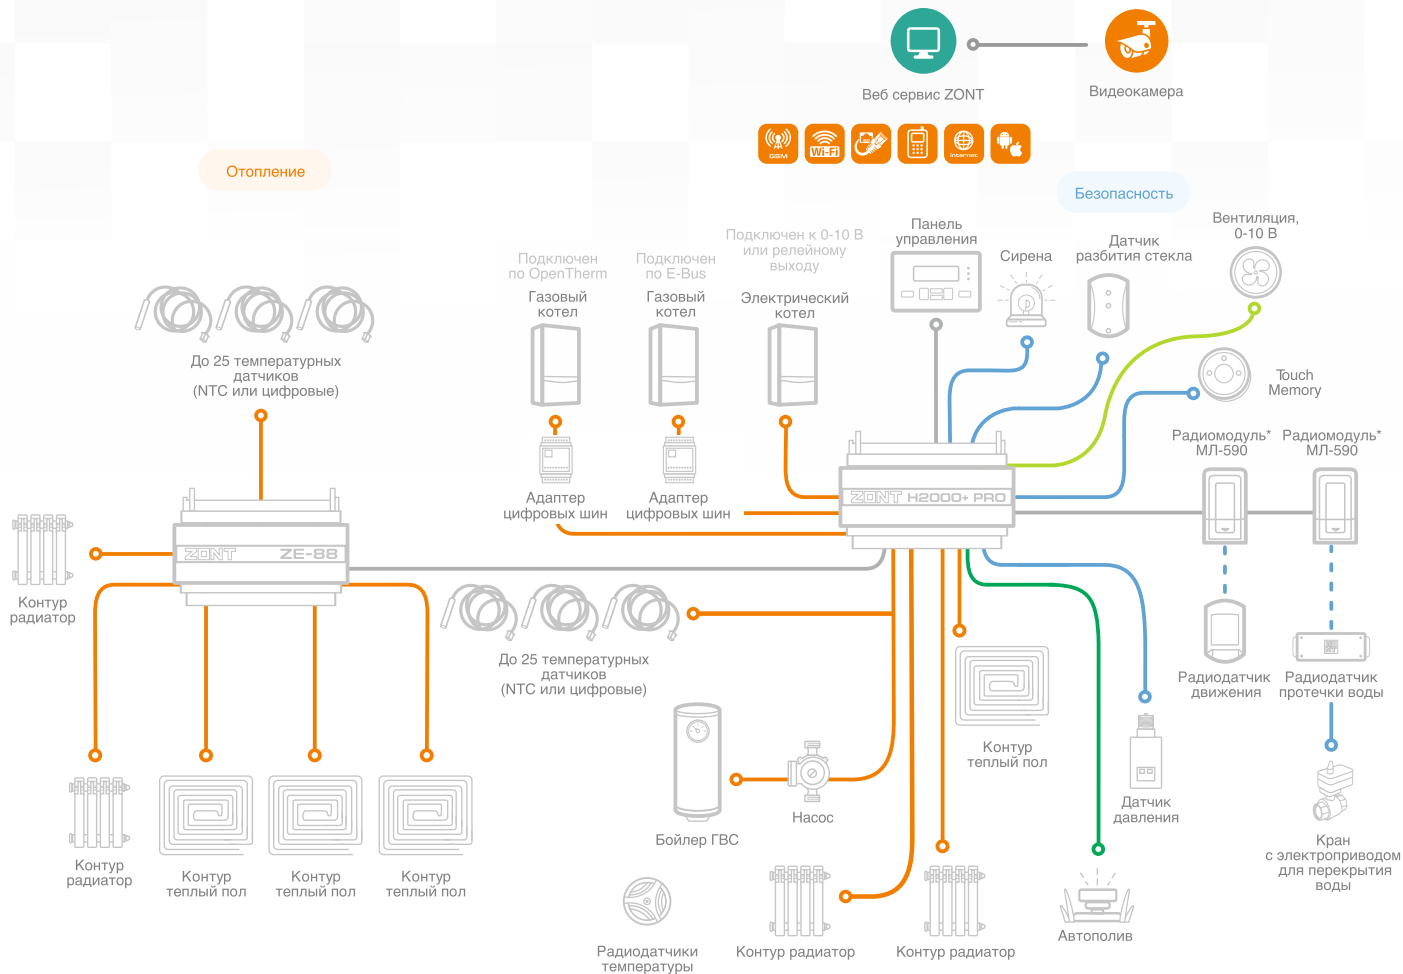 Веб сервис ZONT
Видеокамера
GSM
Wi-Fi
internet
Отопление
Безопасность
До 25 температурных
датчиков
(NTC или цифровые)
Подключен
по OpenTherm
Газовый
котел
Подключен
по E-Bus
Газовый
котел
Подключен к 0-10 В
или релейному
выходу
Электрический
котел
Панель
управления
Сирена
Датчик
разбития стекла
Вентиляция,
0-10 В
Touch
Memory
Адаптер
цифровых шин
Адаптер
цифровых шин
ZONT H2000+ PRO
Радиомодуль*
МЛ-590
Радиомодуль*
МЛ-590
ZONT ZE-88
Контур
радиатор
До 25 температурных
датчиков
(NTC или цифровые)
Радиодатчик
движения
Радиодатчик
протечки воды
Контур
теплый пол
Датчик
давления
Кран
с электроприводом
для перекрытия
воды
Бойлер ГВС
Насос
Контур
радиатор
Контур
теплый пол
Контур
теплый пол
Контур
теплый пол
Радиодатчики
температуры
Контур радиатор
Контур радиатор
Автополив